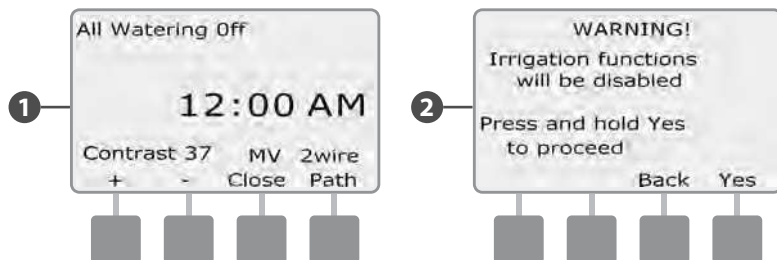 All Watering Off
1
12:00 AM
Contrast 37 MV 2wire
+ - Close Path
WARNING!
Irrigation functions
will be disabled
2
Press and hold Yes
to proceed
Back Yes